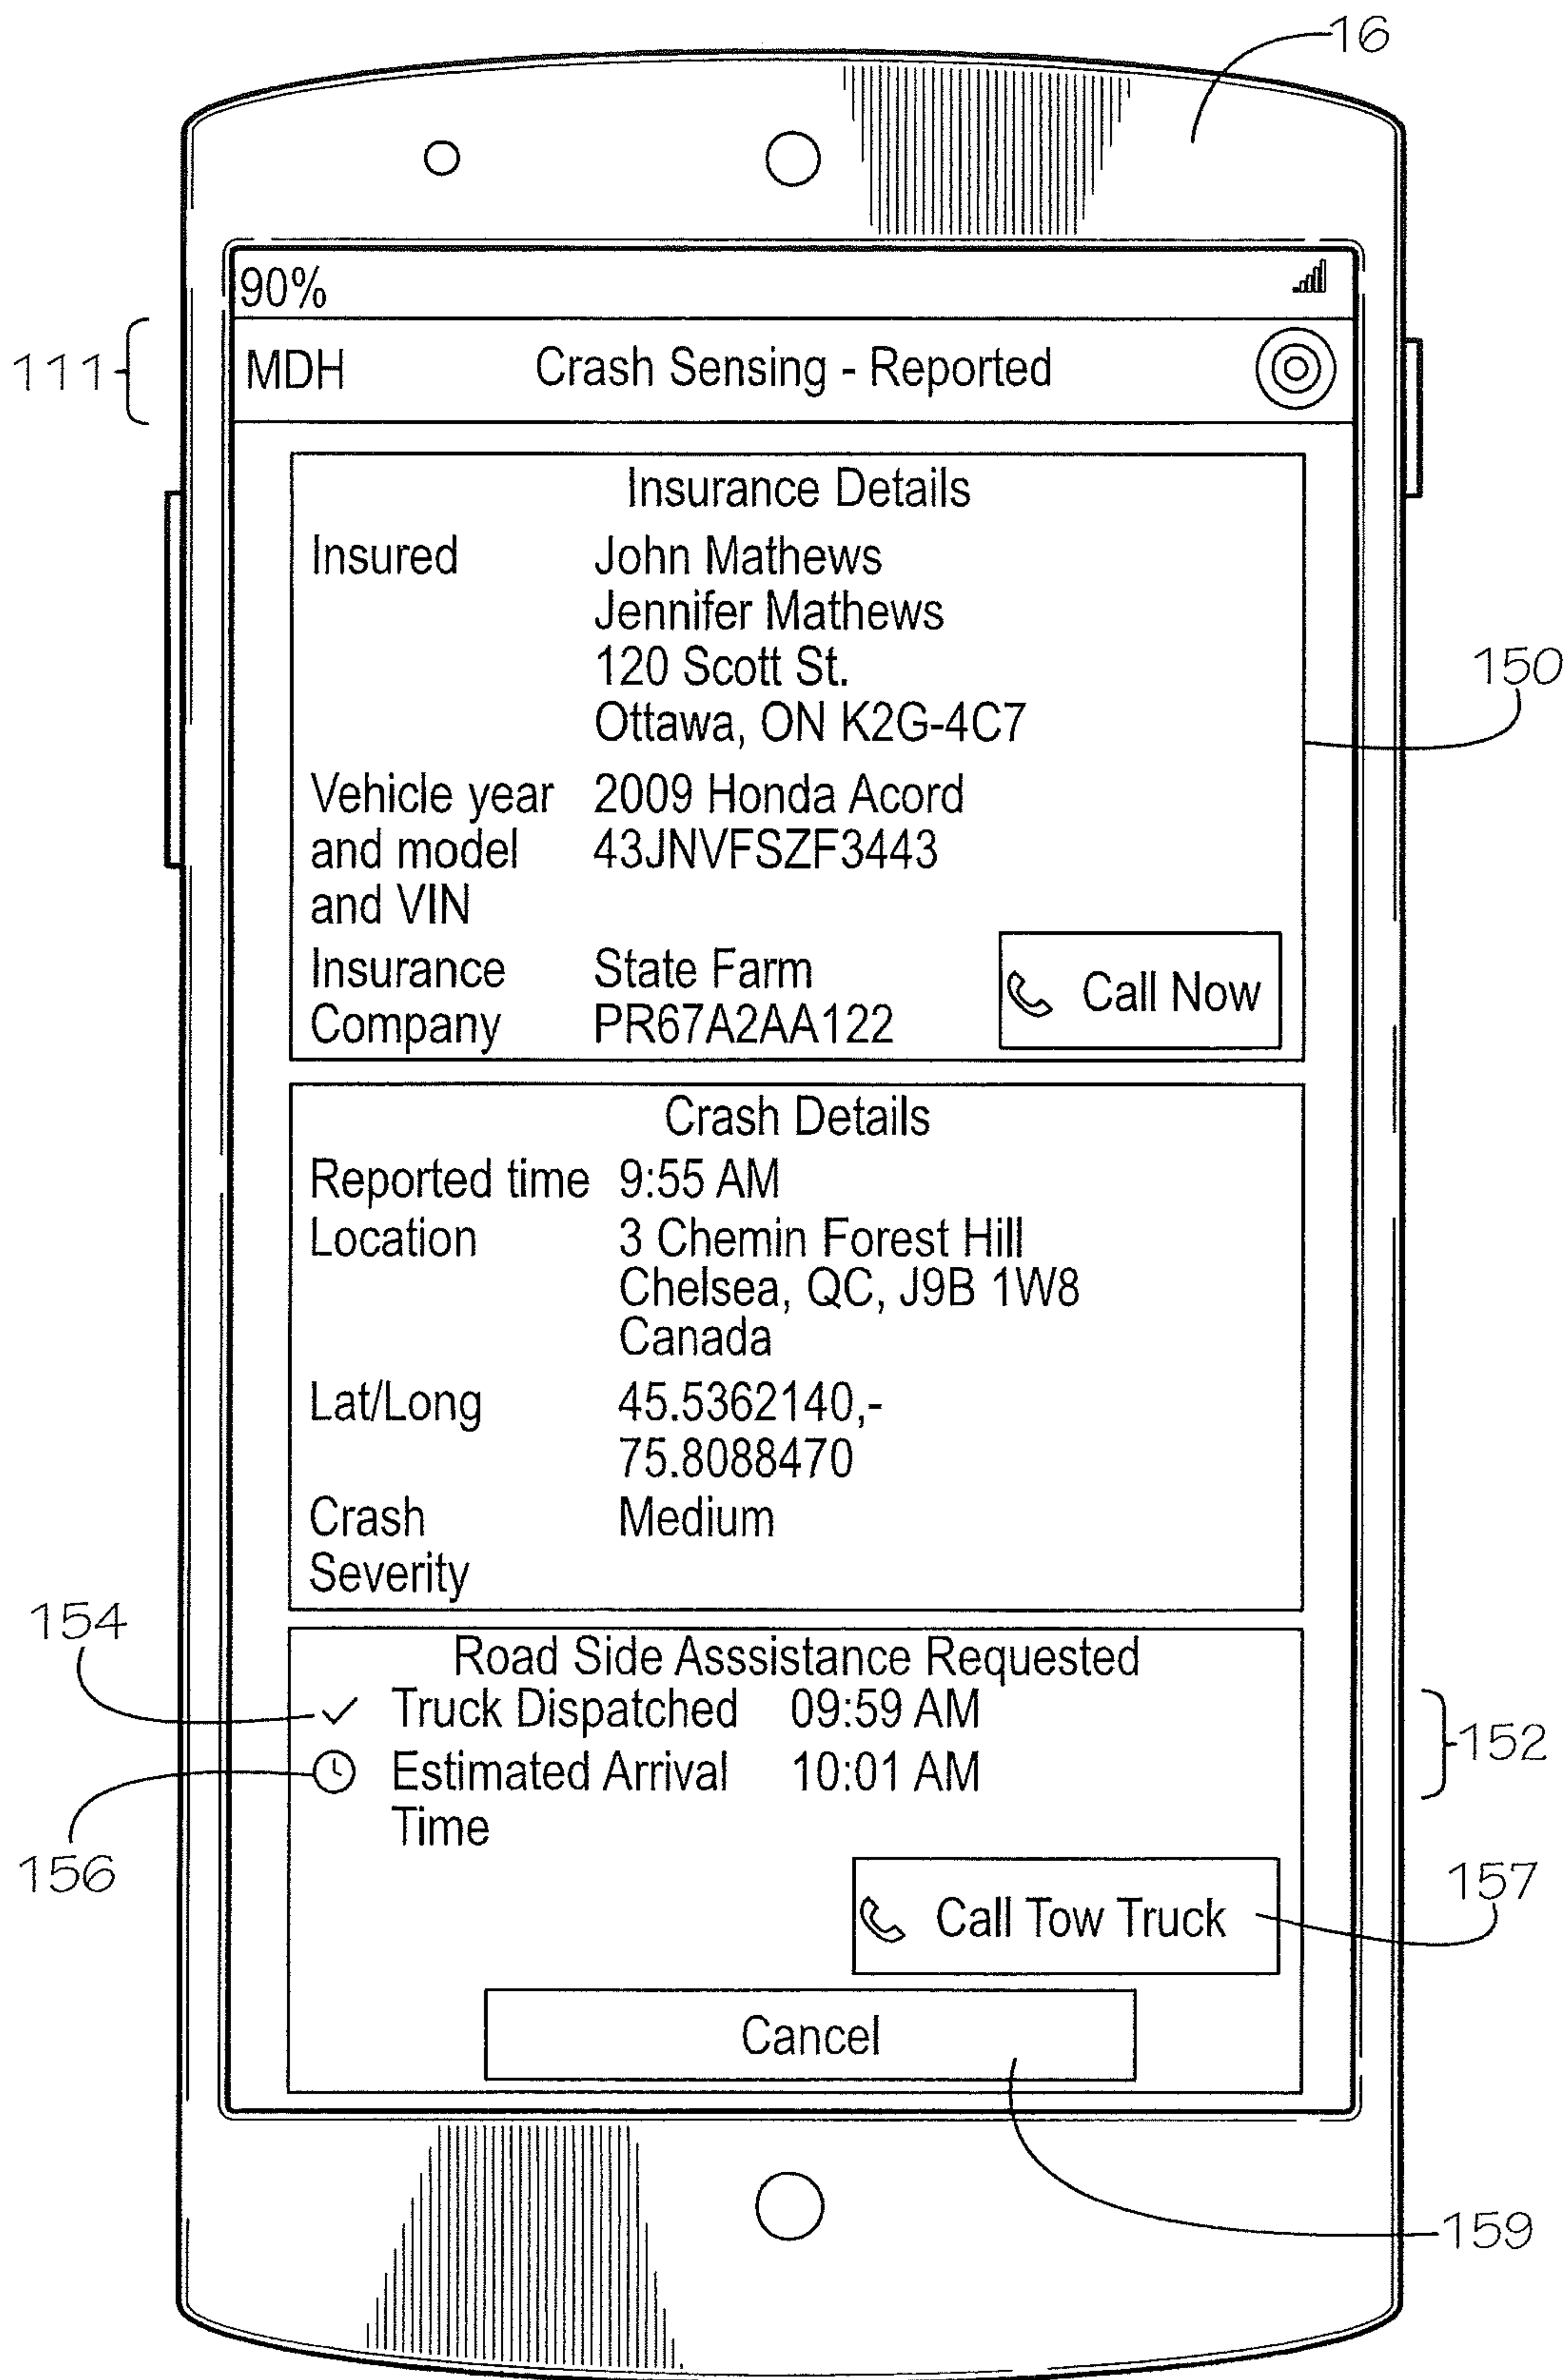 16
90%
111
MDH Crash Sensing - Reported
Insurance Details
Insured John Mathews
Jennifer Mathews
120 Scott St.
Ottawa, ON K2G-4C7
150
Vehicle year 2009 Honda Acord
and model 43JNVFSZF3443
and VIN
Insurance State Farm
Company PR67A2AA122
Call Now
Crash Details
Reported time 9:55 AM
Location 3 Chemin Forest Hill
Chelsea, QC, J9B 1W8
Canada
Lat/Long 45.5362140,-
75.8088470
Crash Medium
Severity
154
Road Side Asssistance Requested
Truck Dispatched 09:59 AM
152
Estimated Arrival 10:01 AM
Time
156
157
Call Tow Truck
Cancel
159